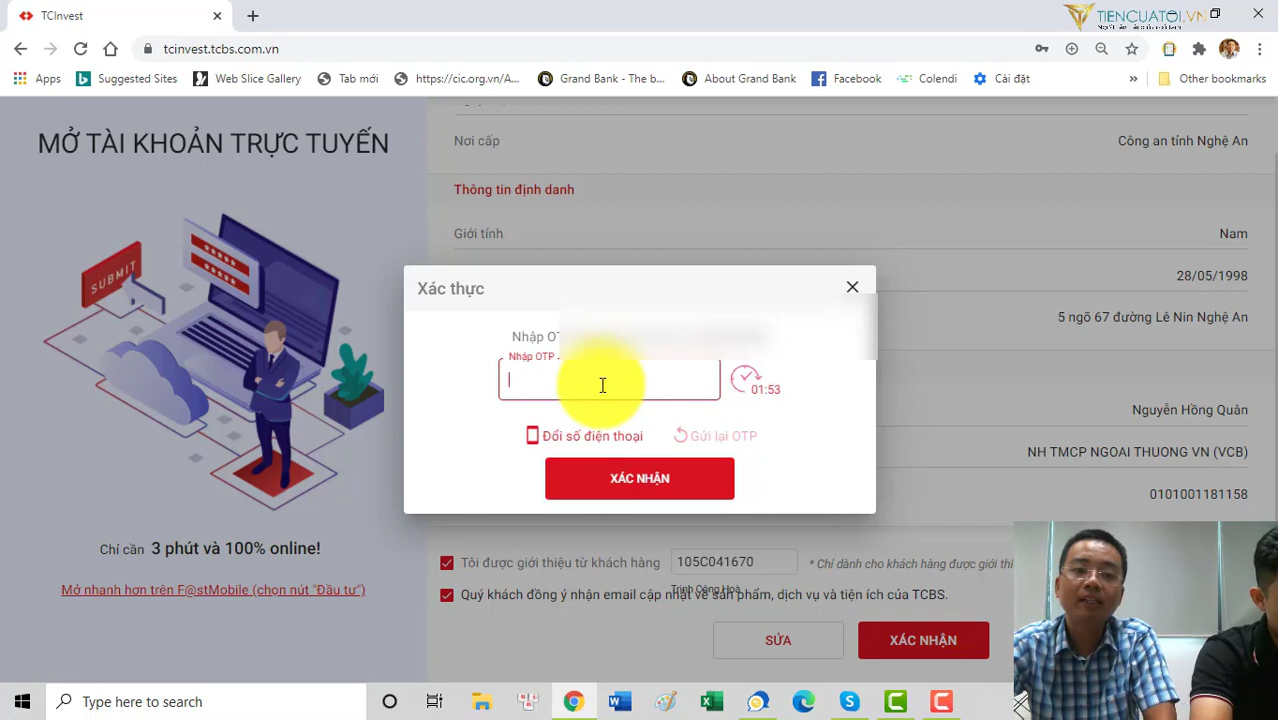 TCInvest
TIENCUATOI.VN
tcinvest.tcbs.com.vn
Apps
Suggested Sites
Web Slice Gallery
Tab mới
https://cic.org.vn/A...
Grand Bank - The b...
About Grand Bank
Facebook
Colendi
Cài đặt
»
Other bookmarks
MỞ TÀI KHOẢN TRỰC TUYẾN
SUBMIT
Chỉ cần 3 phút và 100% online!
Mở nhanh hơn trên F@stMobile (chọn nút "Đầu tư")
Nơi cấp
Công an tỉnh Nghệ An
Thông tin định danh
Giới tính
Nam
28/05/1998
5 ngõ 67 đường Lê Nin Nghệ An
Nguyễn Hồng Quân
NH TMCP NGOAI THUONG VN (VCB)
0101001181158
Xác thực
Nhập OT
Nhập OTP
01:53
Đổi số điện thoại
Gửi lại OTP
XÁC NHẬN
Tôi được giới thiệu từ khách hàng
105C041670
* Chỉ dành cho khách hàng được giới thi
Trịnh Công Hoà
Quý khách đồng ý nhận email cập nhật về sản phẩm, dịch vụ và tiện ích của TCBS.
SỬA
XÁC NHẬN
Type here to search